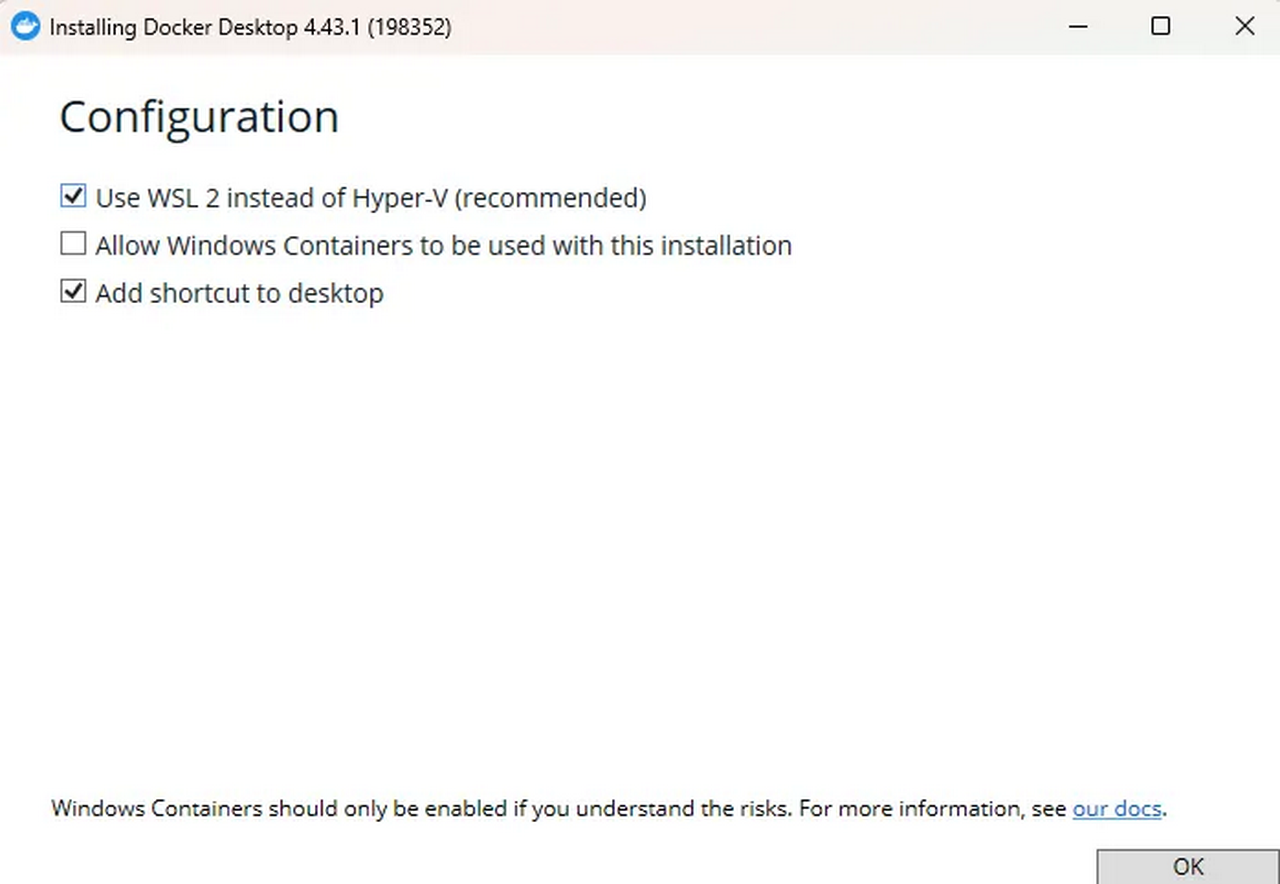 Installing Docker Desktop 4.43.1 (198352)
Configuration
Use WSL 2 instead of Hyper-V (recommended)
Allow Windows Containers to be used with this installation
Add shortcut to desktop
Windows Containers should only be enabled if you understand the risks. For more information, see our docs.
OK